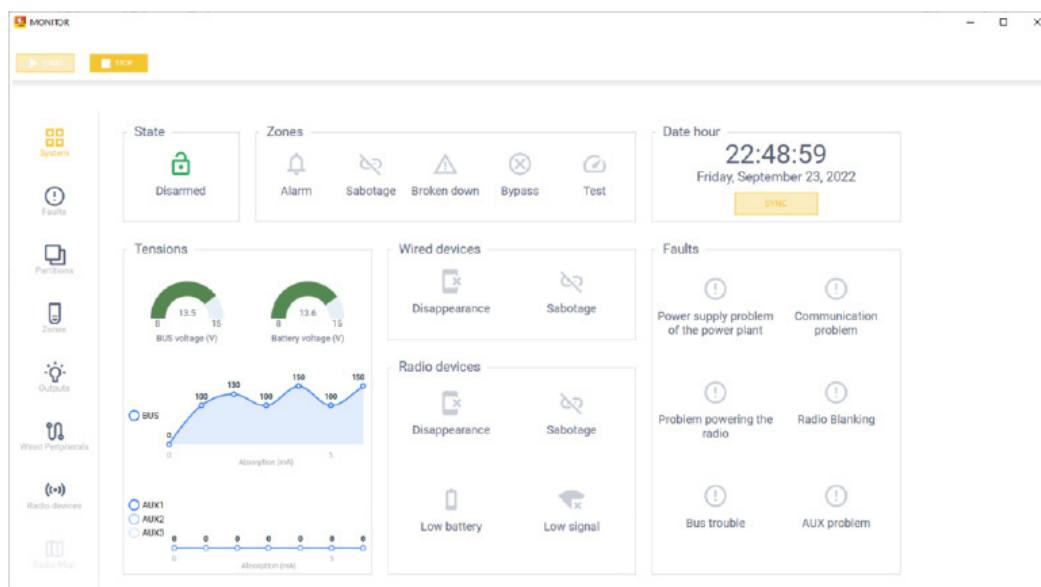 MONITOR
STOP
System
Faults
Partitions
Zones
Outputs
Wired Peripherals
Radio devices
Radio Map
State
Disarmed
Zones
Alarm
Sabotage
Broken down
Bypass
Test
Date hour
22:48:59
Friday, September 23, 2022
SYNC
Tensions
13.5
8
15
BUS voltage (V)
13.6
8
15
Battery voltage (V)
BUS
0
100
130
100
150
100
150
0
5
Absorption (mA)
AUX1
AUX2
AUX3
0
0
0
0
0
0
0
0
5
Absorption (mA)
Wired devices
Disappearance
Sabotage
Radio devices
Disappearance
Sabotage
Low battery
Low signal
Faults
Power supply problem
of the power plant
Communication
problem
Problem powering the
radio
Radio Blanking
Bus trouble
AUX problem